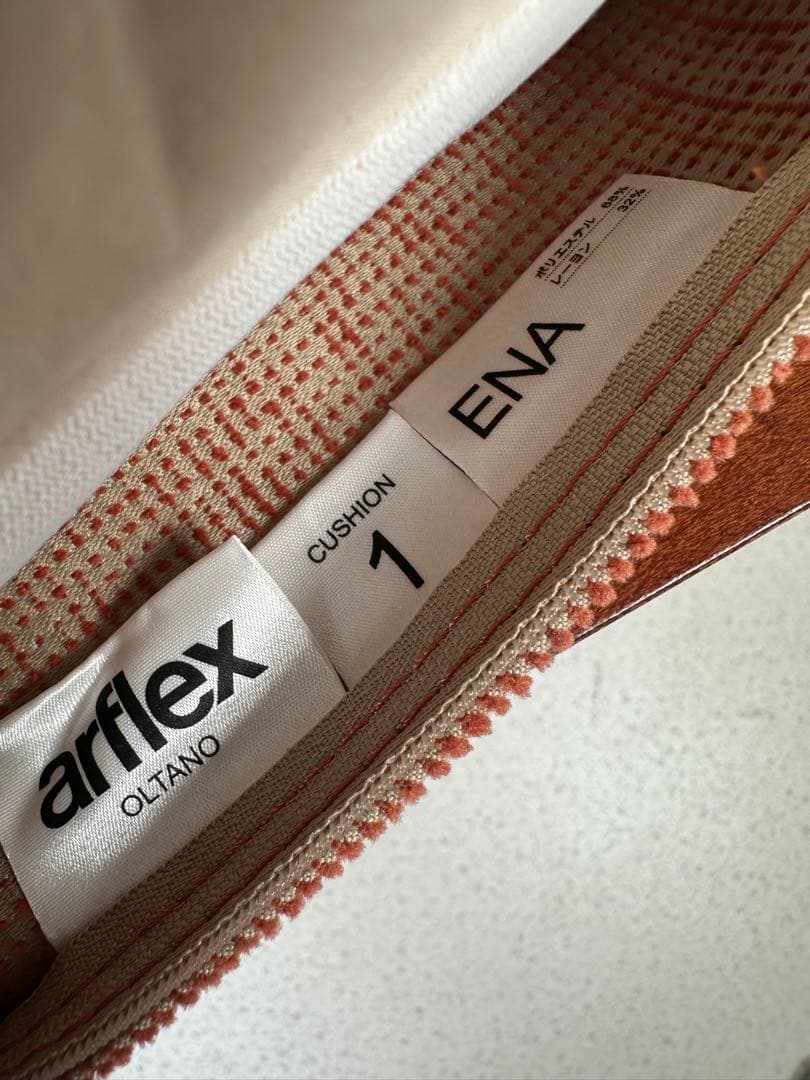 arflex
OLTANO
CUSHION
1
ENA
ポリエステル 68%
レーヨン 32%